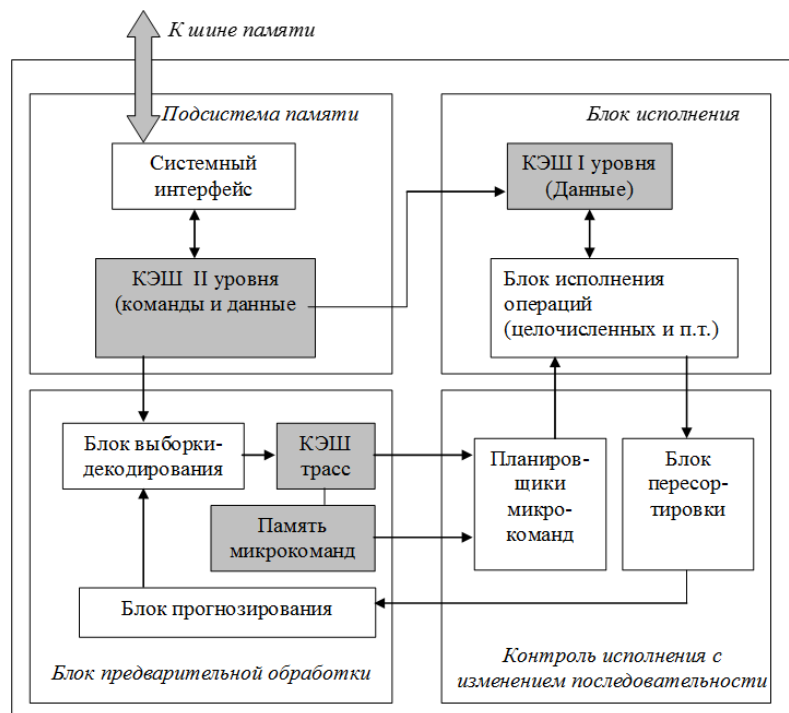 К шине памяти
Подсистема памяти
Системный
интерфейс
КЭШ II уровня
(команды и данные
Блок исполнения
КЭШ I уровня
(Данные)
Блок исполнения
операций
(целочисленных и п.т.)
Блок выборки-
декодирования
КЭШ
трасс
Память
микрокоманд
Блок прогнозирования
Блок предварительной обработки
Планиров-
щики
микро-
команд
Блок
пересор-
тировки
Контроль исполнения с
изменением последовательности